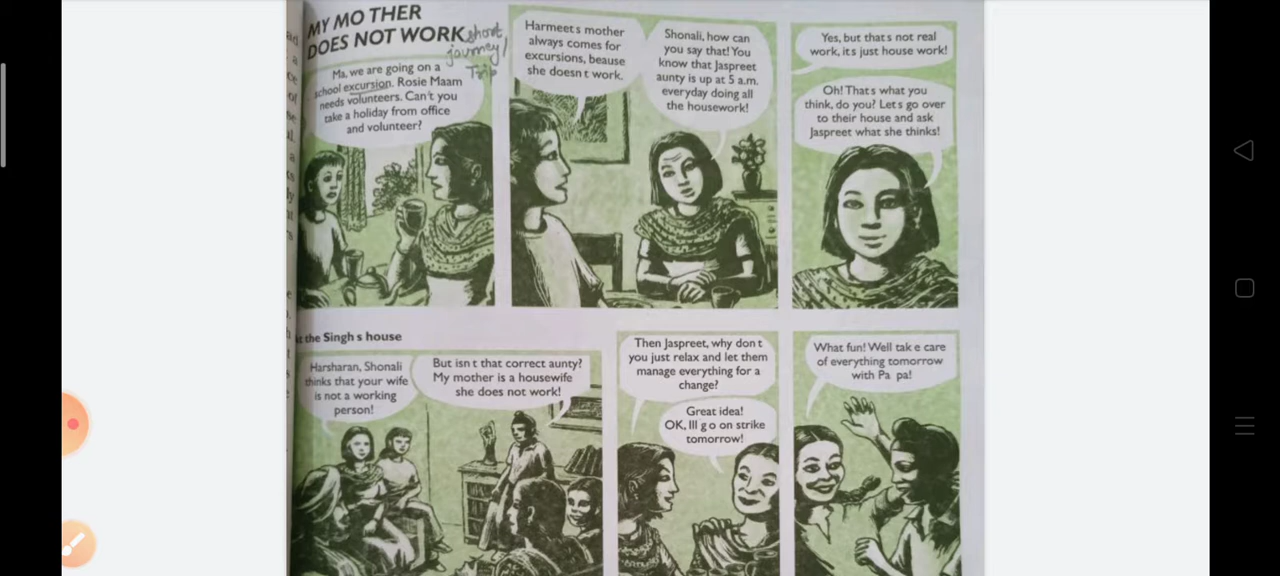 MY MO THER
DOES NOT WORK
short
journey/
Trip
Ma, we are going on a
school excursion. Rosie Maam
needs volunteers. Can't you
take a holiday from office
and volunteer?
Harmeet s mother
always comes for
excursions, beause
she doesn t work.
Shonali, how can
you say that! You
know that Jaspreet
aunty is up at 5 a.m.
everyday doing all
the housework!
Yes, but that s not real
work, it s just house work!
Oh! That s what you
think, do you? Let s go over
to their house and ask
Jaspreet what she thinks!
the Singh s house
Harsharan, Shonali
thinks that your wife
is not a working
person!
But isn t that correct aunty?
My mother is a housewife
she does not work!
Then Jaspreet, why don t
you just relax and let them
manage everything for a
change?
Great idea!
OK, Ill g o on strike
tomorrow!
What fun! Well tak e care
of everything tomorrow
with Pa pa!